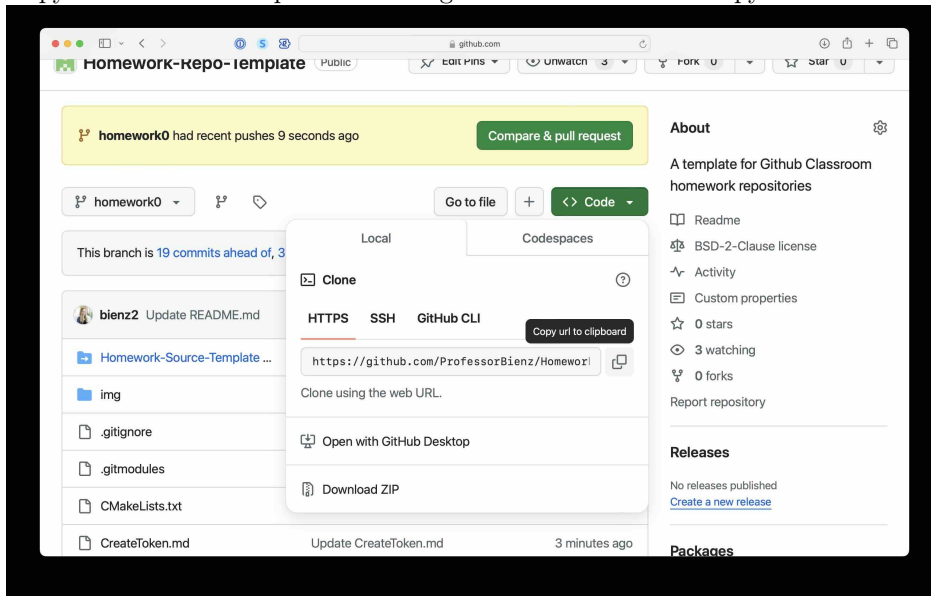 github.com
Homework-Repo-Template Public Edit Pins Unwatch 3 Fork 0 Star 0
homework0 had recent pushes 9 seconds ago Compare & pull request
homework0 Go to file Code
Local Codespaces
This branch is 19 commits ahead of, 3
Clone
HTTPS SSH GitHub CLI
Copy url to clipboard
https://github.com/ProfessorBienz/Homewor
Clone using the web URL.
Open with GitHub Desktop
Download ZIP
bienz2 Update README.md
Homework-Source-Template ...
img
.gitignore
.gitmodules
CMakeLists.txt
CreateToken.md Update CreateToken.md 3 minutes ago
About
A template for Github Classroom
homework repositories
Readme
BSD-2-Clause license
Activity
Custom properties
0 stars
3 watching
0 forks
Report repository
Releases
No releases published
Create a new release
Packages